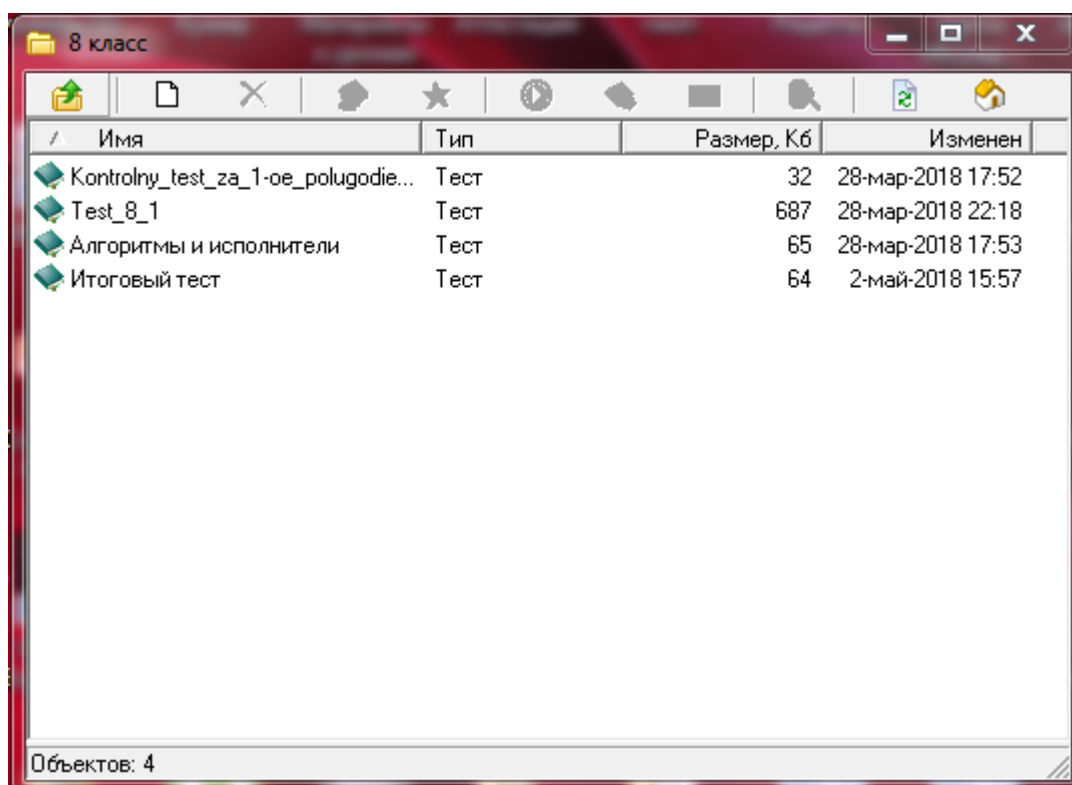 8 класс
Имя Тип Размер, Кб Изменен
Kontrolny_test_za_1-oe_polugodie... Тест 32 28-мар-2018 17:52
Test_8_1 Тест 687 28-мар-2018 22:18
Алгоритмы и исполнители Тест 65 28-мар-2018 17:53
Итоговый тест Тест 64 2-май-2018 15:57
Объектов: 4